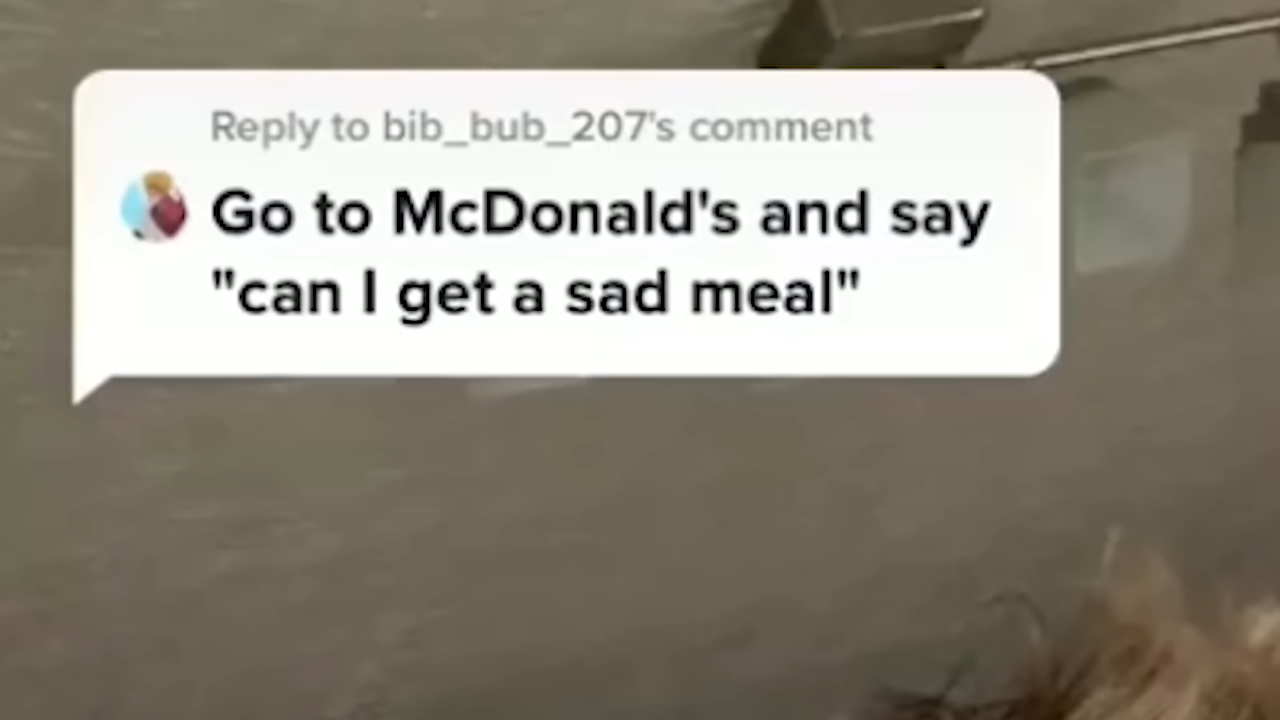 Reply to bib_bub_207's comment
Go to McDonald's and say
"can I get a sad meal"